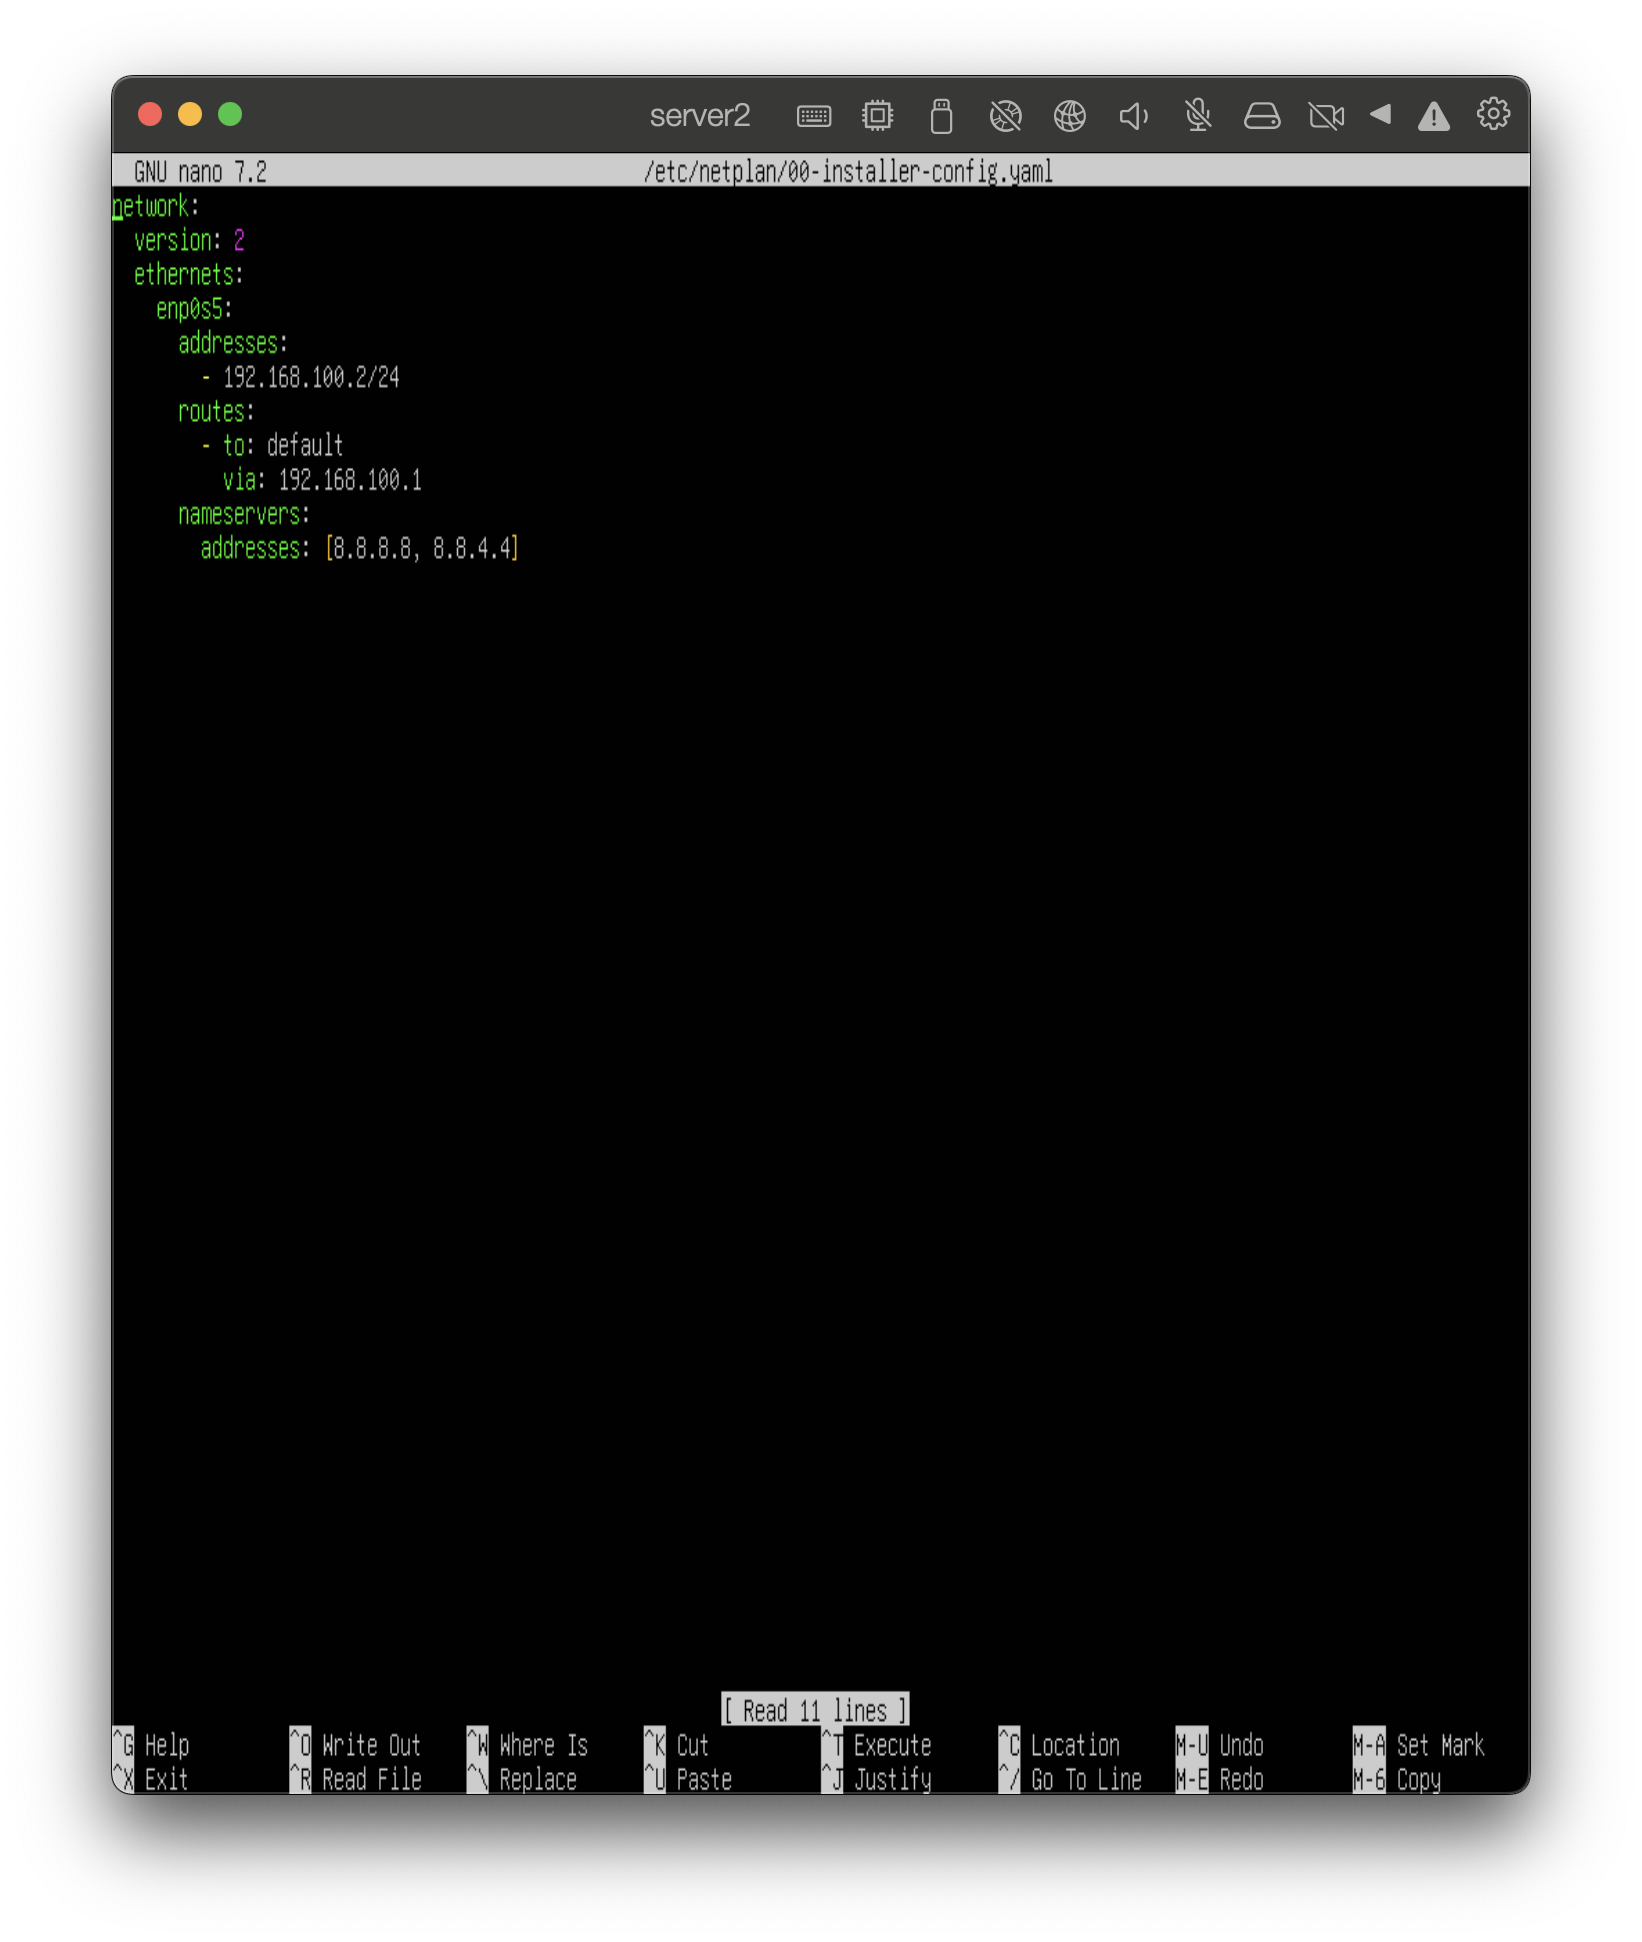 server2
GNU nano 7.2 /etc/netplan/00-installer-config.yaml
network:
  version: 2
  ethernets:
    enp0s5:
      addresses:
        - 192.168.100.2/24
      routes:
        - to: default
          via: 192.168.100.1
      nameservers:
        addresses: [8.8.8.8, 8.8.4.4]
[ Read 11 lines ]
^G Help ^O Write Out ^W Where Is ^K Cut ^T Execute ^C Location M-U Undo M-A Set Mark
^X Exit ^R Read File ^\ Replace ^U Paste ^J Justify ^/ Go To Line M-E Redo M-6 Copy